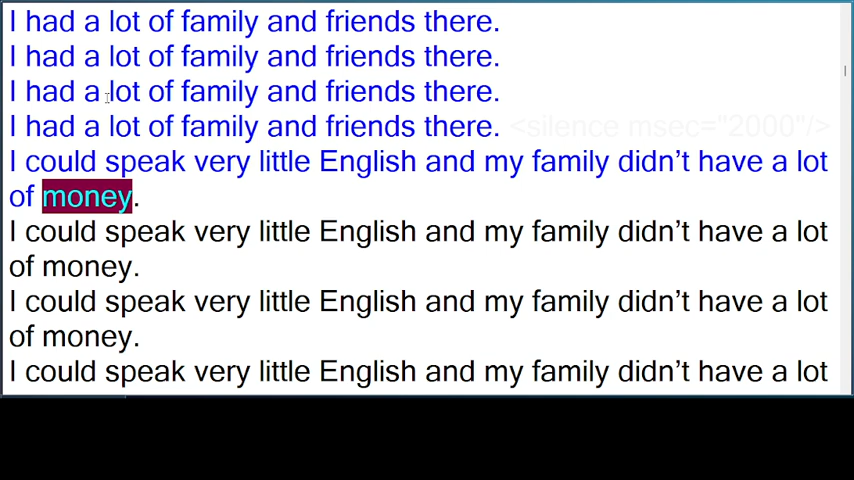 I had a lot of family and friends there.
I had a lot of family and friends there.
I had a lot of family and friends there.
I had a lot of family and friends there. <silence msec="2000"/>
I could speak very little English and my family didn’t have a lot
of money.
I could speak very little English and my family didn’t have a lot
of money.
I could speak very little English and my family didn’t have a lot
of money.
I could speak very little English and my family didn’t have a lot